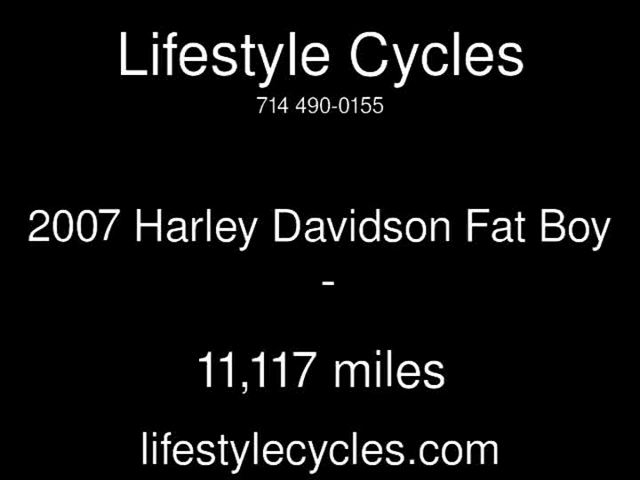 Lifestyle Cycles
714 490-0155
2007 Harley Davidson Fat Boy
-
11,117 miles
lifestylecycles.com